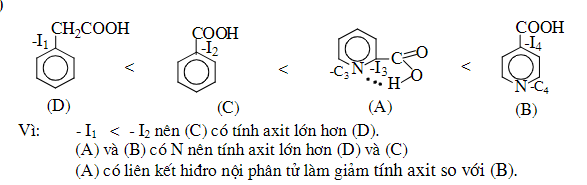 )
CH2COOH COOH COOH
-I1 -I2 -C3 N -I3 C O H O -I4
< < <
N -C4
(D) (C) (A) (B)
Vì: - I1 < - I2 nên (C) có tính axit lớn hơn (D).
(A) và (B) có N nên tính axit lớn hơn (D) và (C)
(A) có liên kết hiđro nội phân tử làm giảm tính axit so với (B).